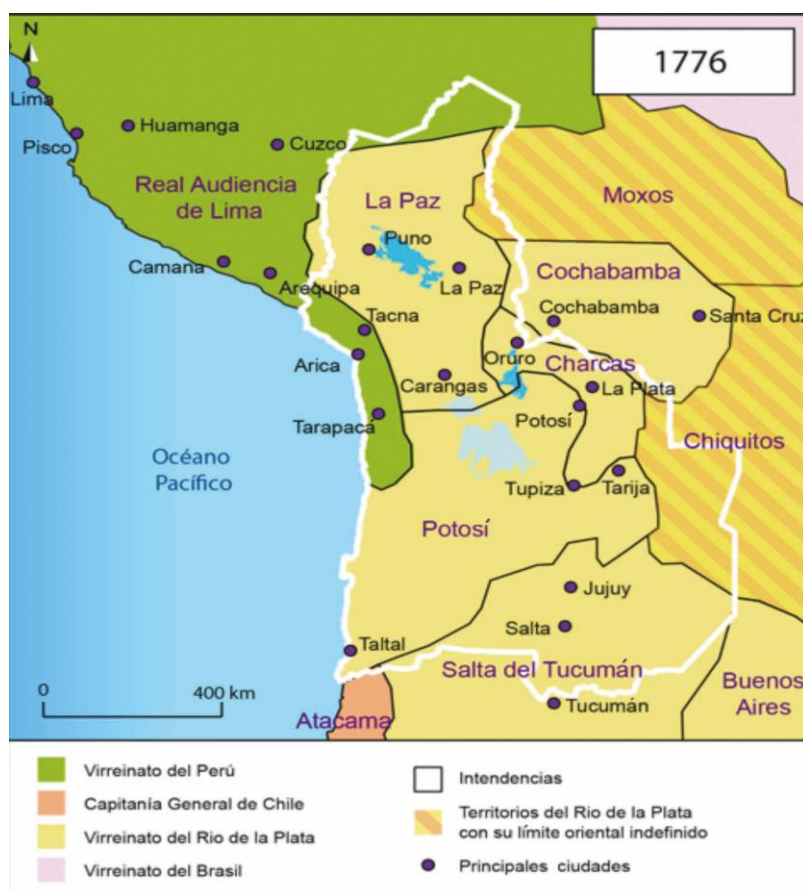 N
1776
Lima
Huamanga
Pisco
Cuzco
Real Audiencia
de Lima
La Paz
Moxos
Puno
Camana
Arequipa
La Paz
Cochabamba
Cochabamba
Santa Cruz
Tacna
Arica
Oruro
Charcas
Carangas
La Plata
Tarapacá
Potosí
Océano
Pacífico
Chiquitos
Tupiza
Tarija
Potosí
Jujuy
Salta
Taltal
0
400 km
Salta del Tucumán
Buenos
Aires
Atacama
Tucumán
Virreinato del Perú
Capitanía General de Chile
Virreinato del Rio de la Plata
Virreinato del Brasil
Intendencias
Territorios del Rio de la Plata
con su límite oriental indefinido
Principales ciudades